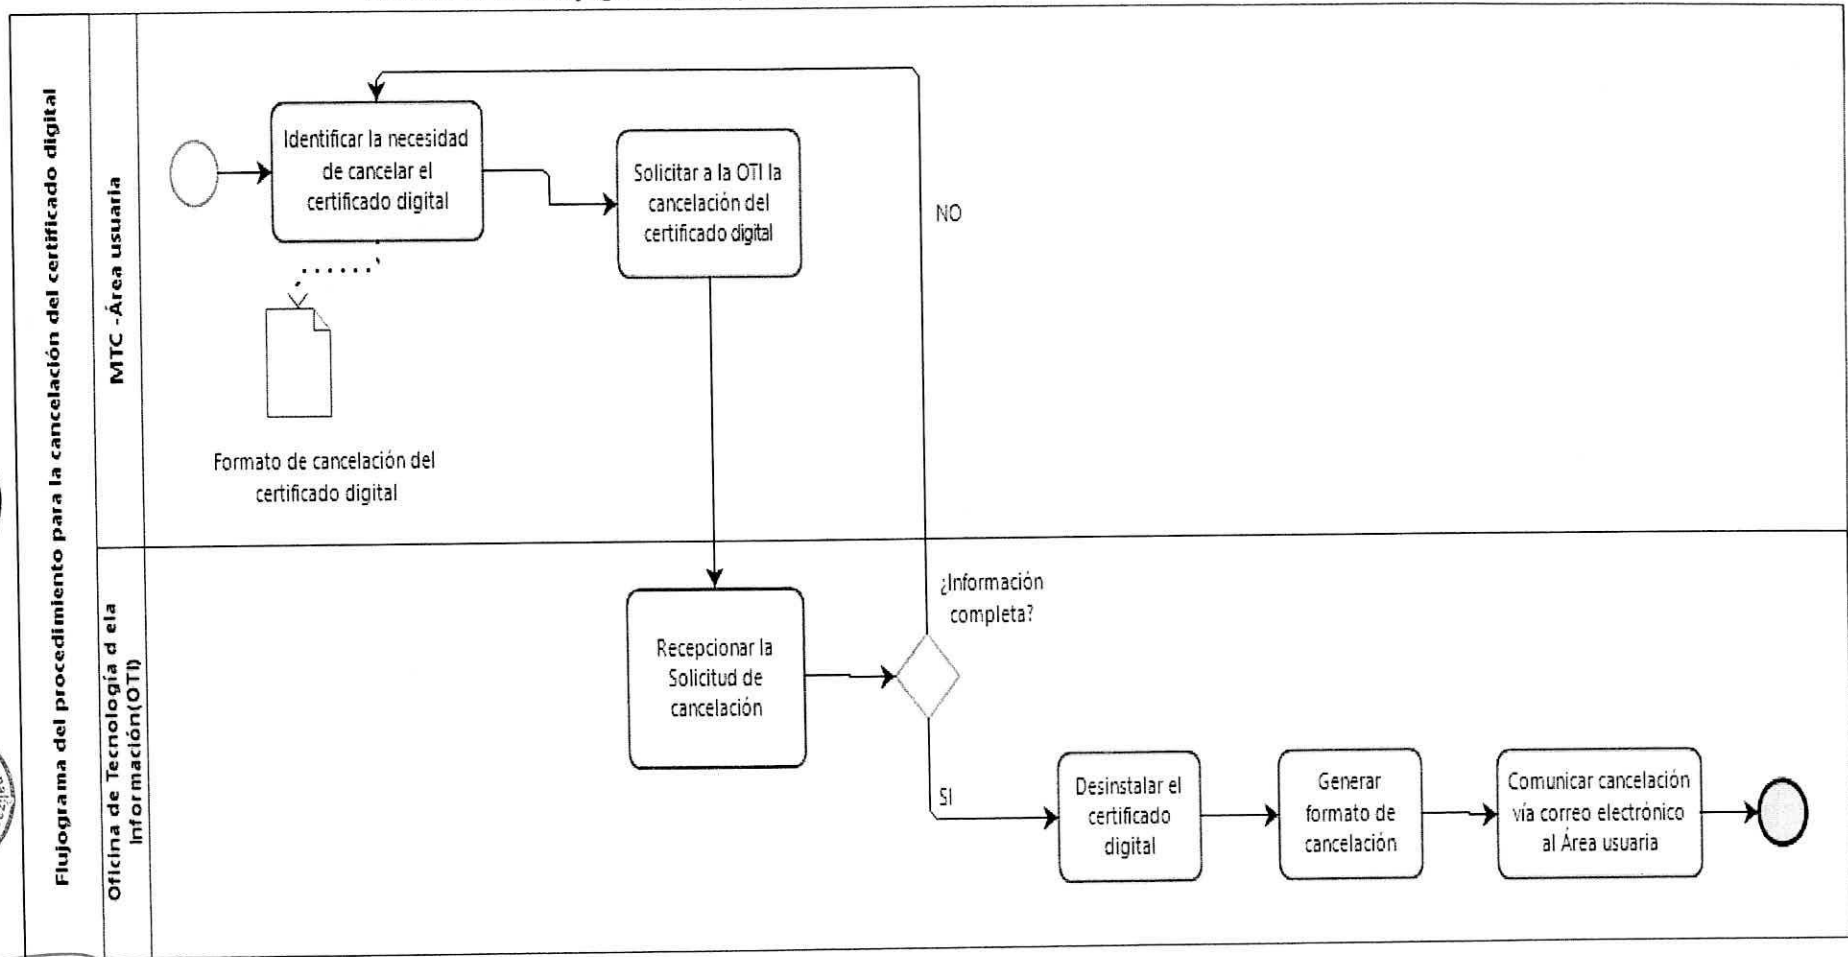 Flujograma del procedimiento para la cancelación del certificado digital
MTC -Área usuaria
Identificar la necesidad
de cancelar el
certificado digital
Solicitar a la OTI la
cancelación del
certificado digital
NO
Formato de cancelación del
certificado digital
Oficina de Tecnología d ela
Información(OTI)
¿Información
completa?
Recepcionar la
Solicitud de
cancelación
SI
Desinstalar el
certificado
digital
Generar
formato de
cancelación
Comunicar cancelación
vía correo electrónico
al Área usuaria